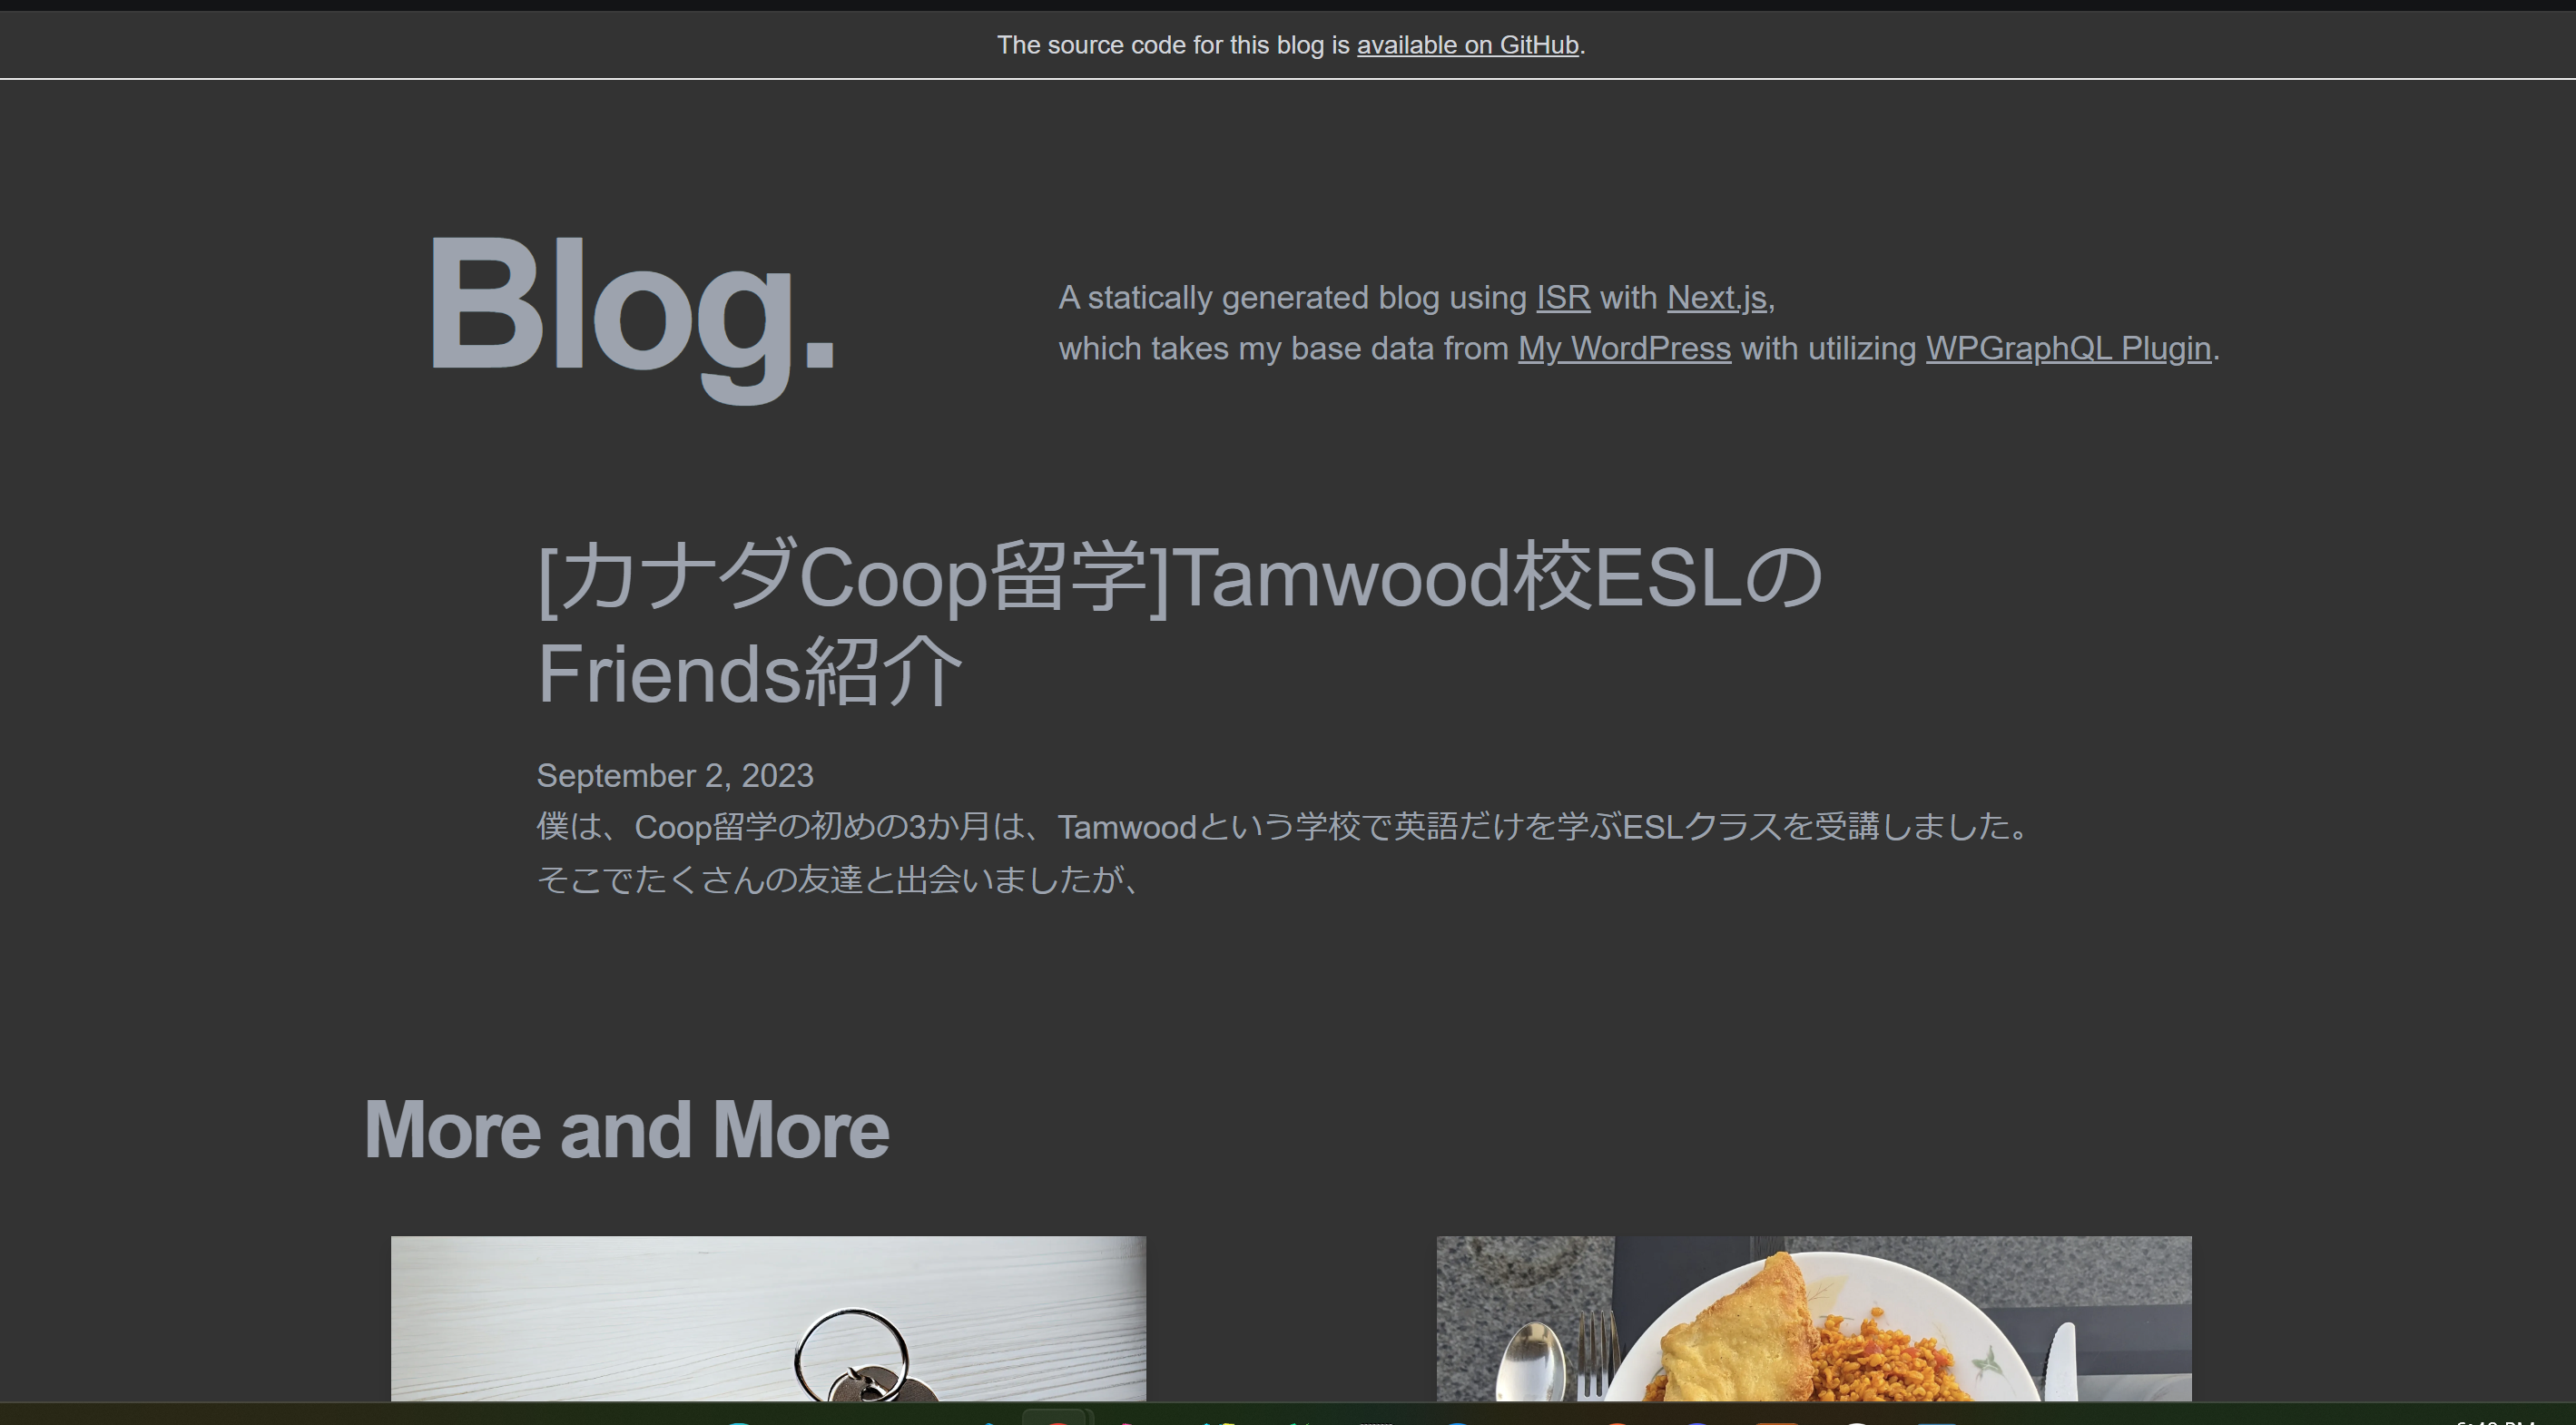 The source code for this blog is available on GitHub.
Blog.
A statically generated blog using ISR with Next.js,
which takes my base data from My WordPress with utilizing WPGraphQL Plugin.
[カナダCoop留学]Tamwood校ESLの
Friends紹介
September 2, 2023
僕は、Coop留学の初めの3か月は、Tamwoodという学校で英語だけを学ぶESLクラスを受講しました。
そこでたくさんの友達と出会いましたが、
More and More